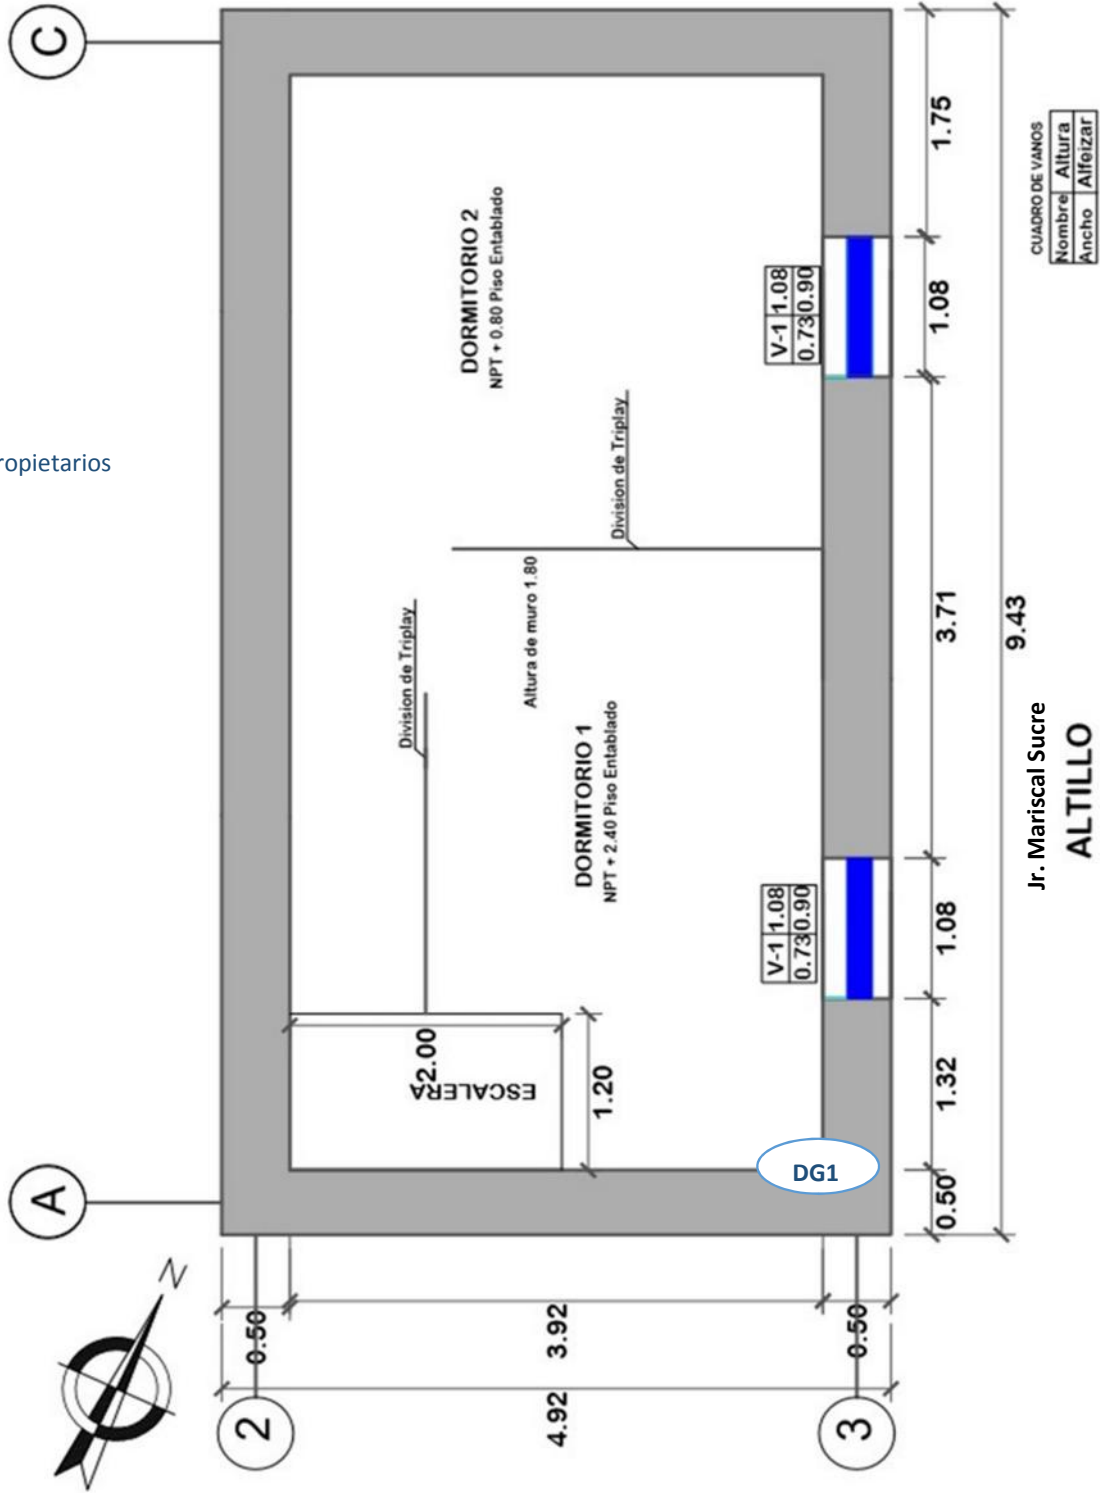 C
A
2
3
N
ropietarios
DORMITORIO 2
NPT + 0.80 Piso Entablado
Division de Triplay
Division de Triplay
Altura de muro 1.80
DORMITORIO 1
NPT + 2.40 Piso Entablado
ESCALERA
2.00
1.20
V-1 1.08
0.73 0.90
V-1 1.08
0.73 0.90
DG1
0.50
3.92
0.50
4.92
0.50
1.32
1.08
3.71
1.08
1.75
9.43
CUADRO DE VANOS
Nombre Altura
Ancho Alfeizar
Jr. Mariscal Sucre
ALTILLO